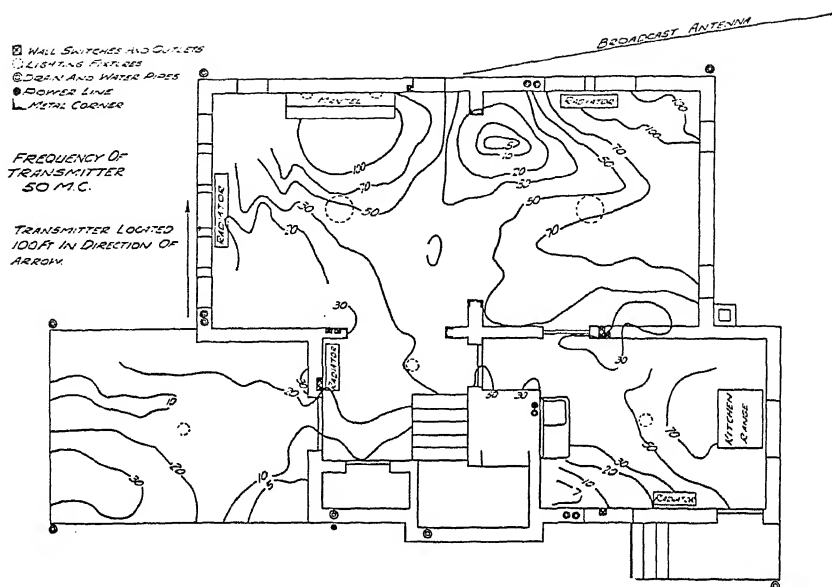 BROADCAST ANTENNA
WALL SWITCHES AND OUTLETS
LIGHTING FIXTURES
DRAIN AND WATER PIPES
POWER LINE
METAL CORNER
FREQUENCY OF
TRANSMITTER
50 M.C.
TRANSMITTER LOCATED
100FT IN DIRECTION OF
ARROW.
MANTEL
RADIATOR
100
100
5
10
20
50
50
70
100
70
50
30
20
50
70
RADIATOR
30
30
RADIATOR
20
50
30
10
20
30
10
5
70
50
KITCHEN
RANGE
30
20
10
RADIATOR